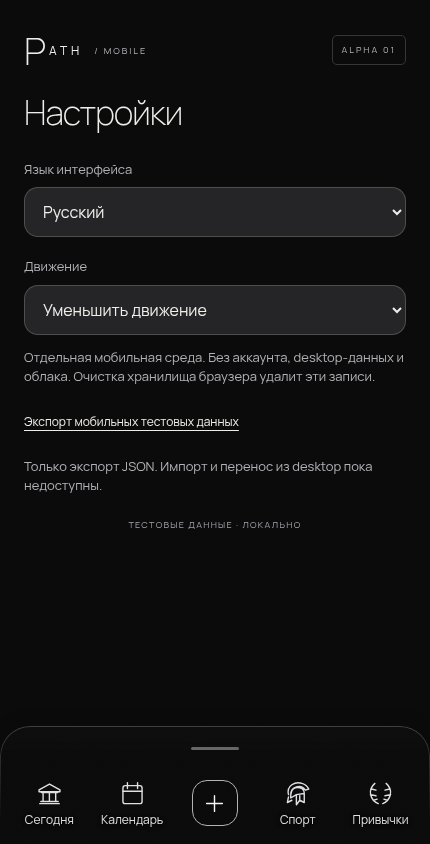 PATH / MOBILE
ALPHA 01
Настройки
Язык интерфейса
Русский
Движение
Уменьшить движение
Отдельная мобильная среда. Без аккаунта, desktop-данных и
облака. Очистка хранилища браузера удалит эти записи.
Экспорт мобильных тестовых данных
Только экспорт JSON. Импорт и перенос из desktop пока
недоступны.
ТЕСТОВЫЕ ДАННЫЕ · ЛОКАЛЬНО
Сегодня
Календарь
Спорт
Привычки